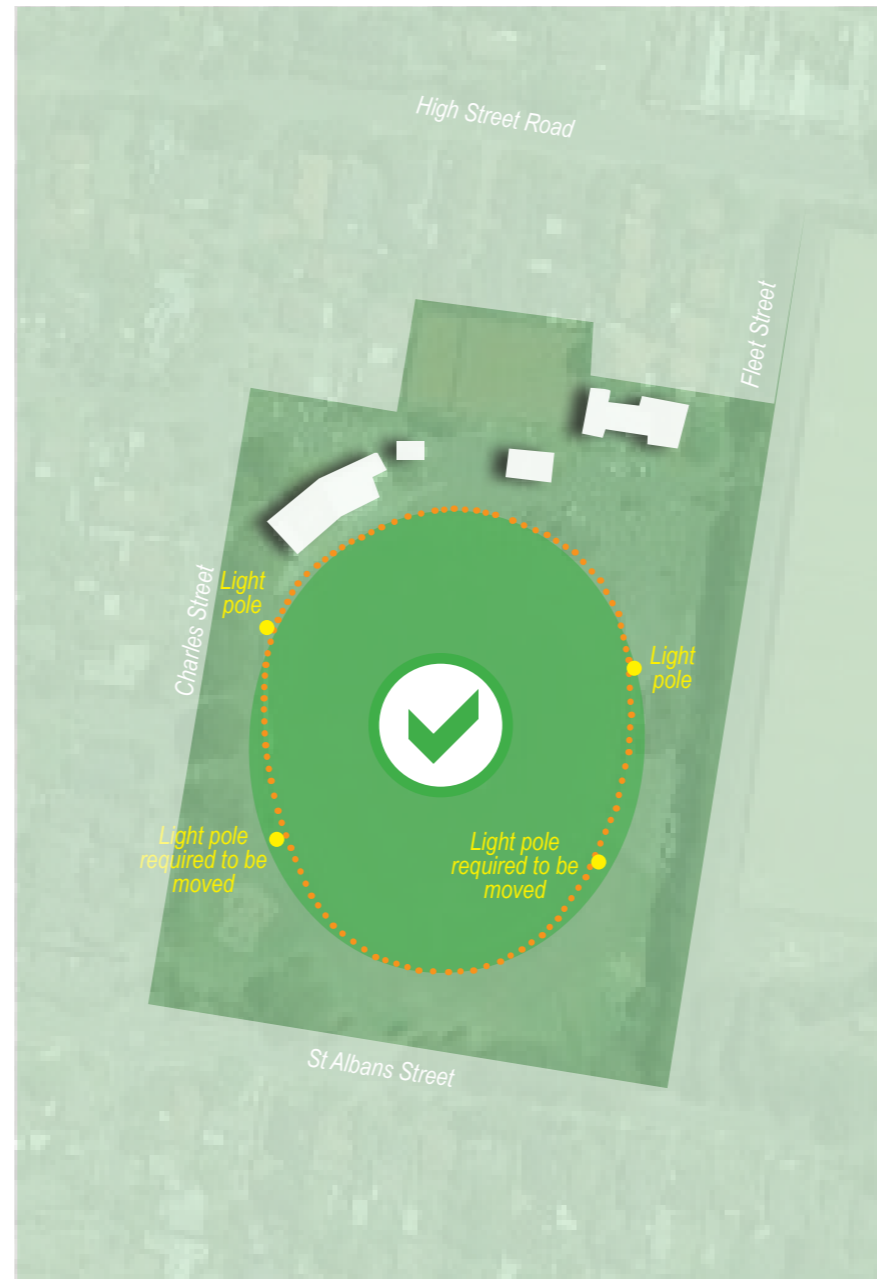 High Street Road
Fleet Street
Charles Street
Light
pole
Light
pole
Light pole
required to be
moved
Light pole
required to be
moved
St Albans Street